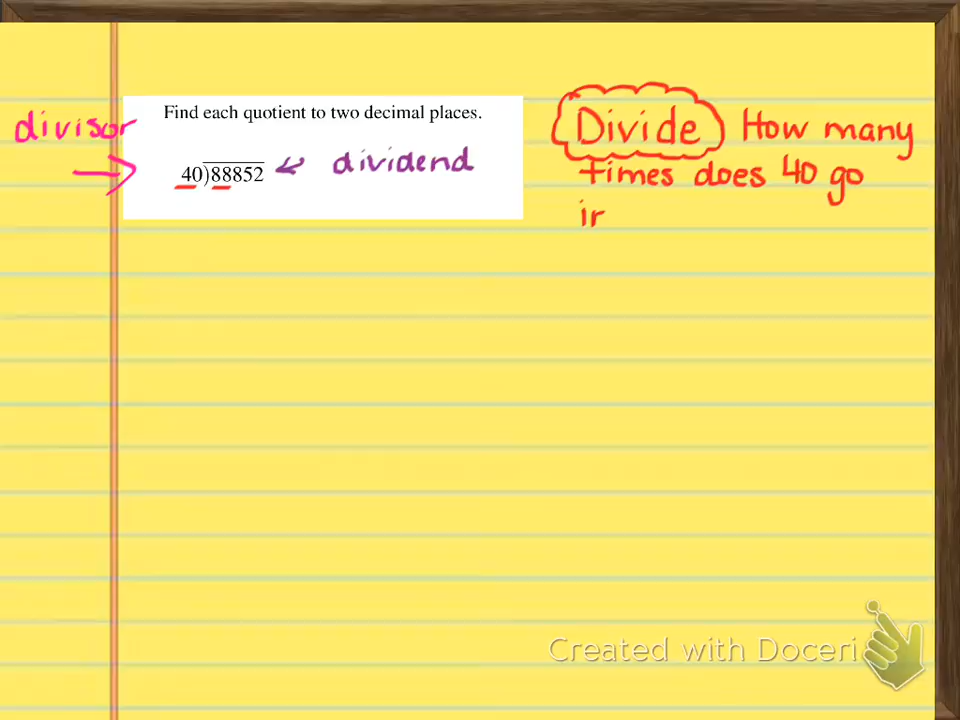 Find each quotient to two decimal places.
divisor
40)88852
dividend
Divide How many
times does 40 go
in
Created with Doceri